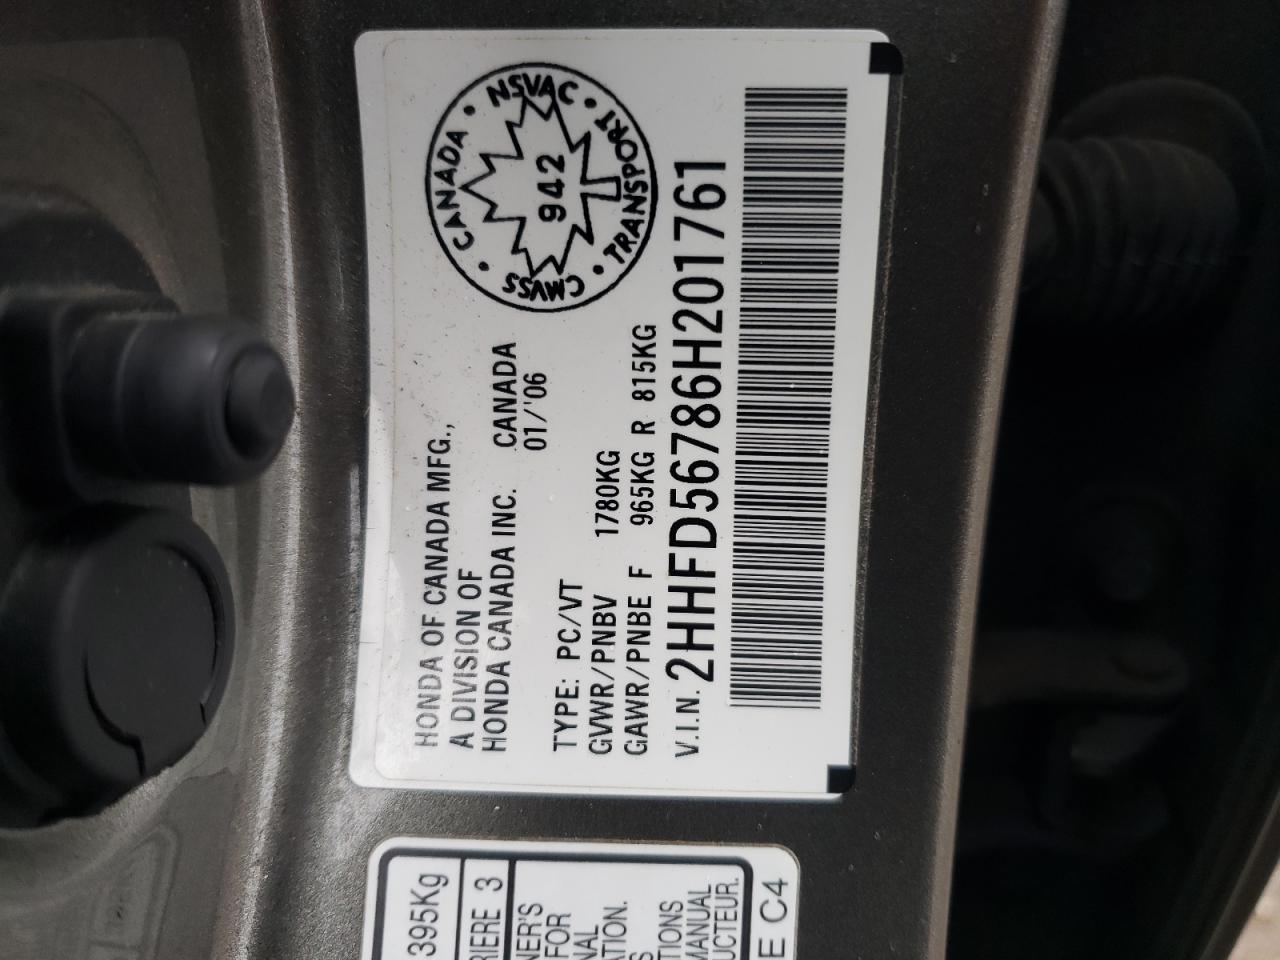 HONDA OF CANADA MFG.,
A DIVISION OF
HONDA CANADA INC. CANADA
01/'06
TYPE: PC/VT
GVWR/PNBV 1780KG
GAWR/PNBE F 965KG R 815KG
V.I.N. 2HHFD56786H201761
CANADA • NSVAC • TRANSPORT • CMVSS •
942
395Kg
RIERE 3
NER'S
FOR
NAL
ATION.
S
TIONS
MANUAL
UCTEUR.
E C4